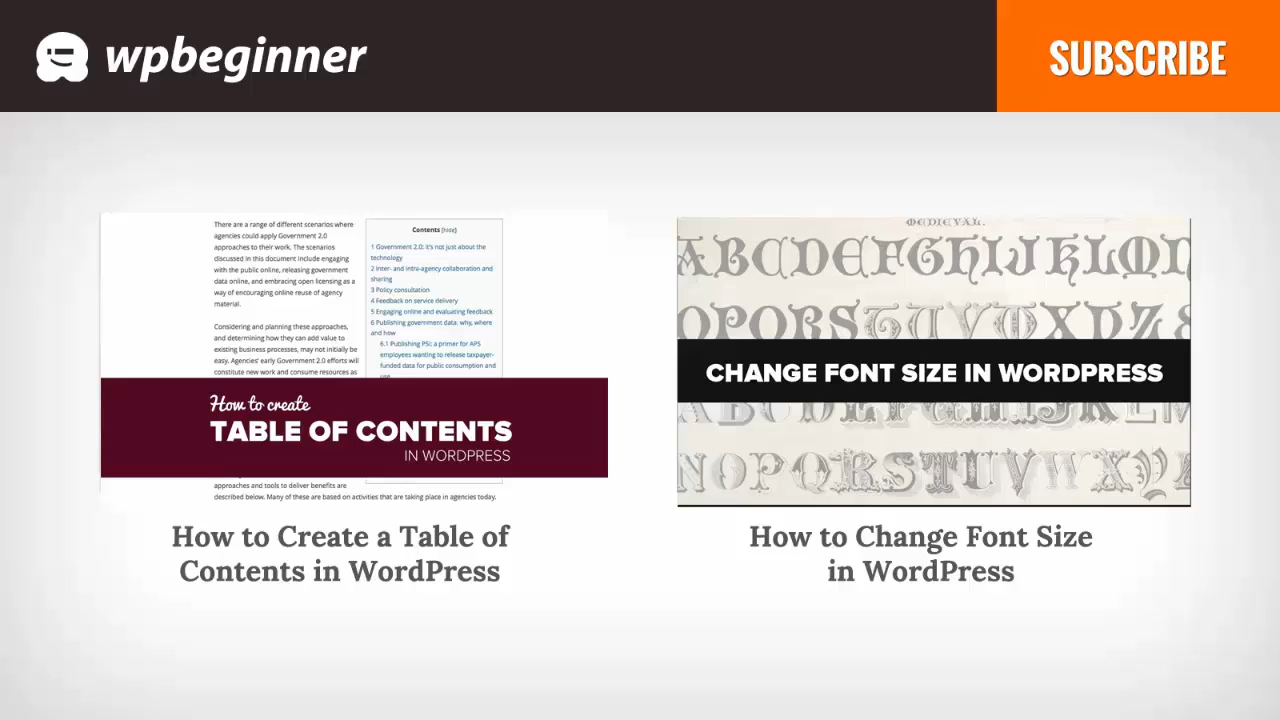 wpbeginner
SUBSCRIBE
There are a range of different scenarios where
agencies could apply Government 2.0
approaches to their work. The scenarios
discussed in this document include engaging
with the public online, releasing government
data online, and embracing open licensing as a
way of encouraging online reuse of agency
material.
Considering and planning these approaches,
and determining how they can add value to
existing business processes, may not initially be
easy. Agencies' early Government 2.0 efforts will
constitute new work and consume resources as
Contents [hide]
1 Government 2.0: it's not just about the
technology
2 Inter- and intra-agency collaboration and
sharing
3 Policy consultation
4 Feedback on service delivery
5 Engaging online and evaluating feedback
6 Publishing government data: why, where
and how
6.1 Publishing PSI: a primer for APS
employees wanting to release taxpayer-
funded data for public consumption and
use
How to create
TABLE OF CONTENTS
IN WORDPRESS
approaches and tools to deliver benefits are
described below. Many of these are based on activities that are taking place in agencies today.
How to Create a Table of
Contents in WordPress
MEDIEVAL.
ABCDEFGHIJKLMN
OPQRSTUVWXYZ&
CHANGE FONT SIZE IN WORDPRESS
ABCDEFGHIJKLM
NOPQRSTUVWXYZ
How to Change Font Size
in WordPress